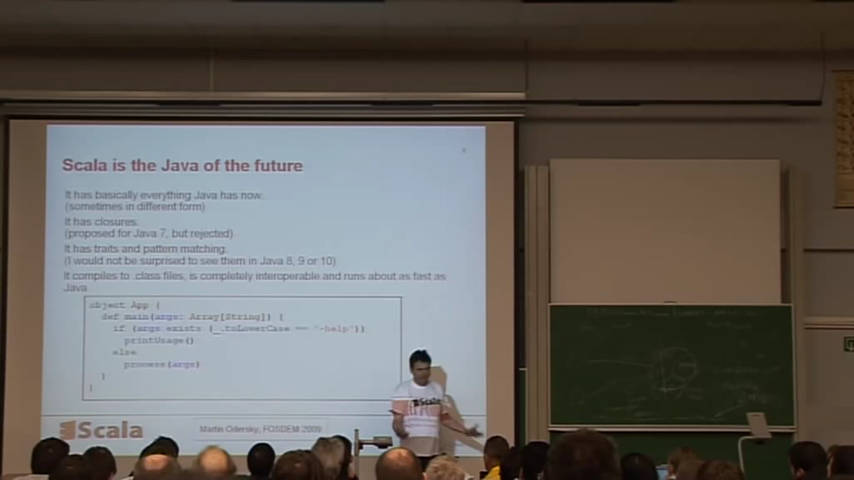 Scala is the Java of the future
It has basically everything Java has now.
(sometimes in different form)
It has closures.
(proposed for Java 7, but rejected)
It has traits and pattern matching.
(I would not be surprised to see them in Java 8, 9 or 10)
It compiles to .class files, is completely interoperable and runs about as fast as
Java
object App {
def main(args: Array[String]) {
if (args exists (_.toLowerCase == "-help"))
printUsage()
else
process(args)
}
}
Scala
Scala
Martin Odersky, FOSDEM 2009